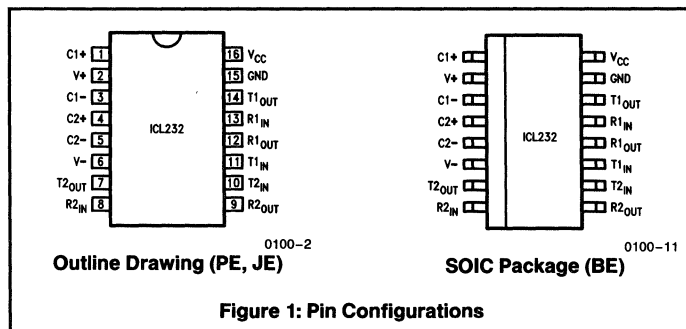 C1+ 1 16 VCC
V+ 2 15 GND
C1- 3 14 T1OUT
C2+ 4 13 R1IN
C2- 5 ICL232 12 R1OUT
V- 6 11 T1IN
T2OUT 7 10 T2IN
R2IN 8 9 R2OUT
0100-2
Outline Drawing (PE, JE)
C1+ VCC
V+ GND
C1- T1OUT
C2+ R1IN
C2- ICL232 R1OUT
V- T1IN
T2OUT T2IN
R2IN R2OUT
0100-11
SOIC Package (BE)
Figure 1: Pin Configurations